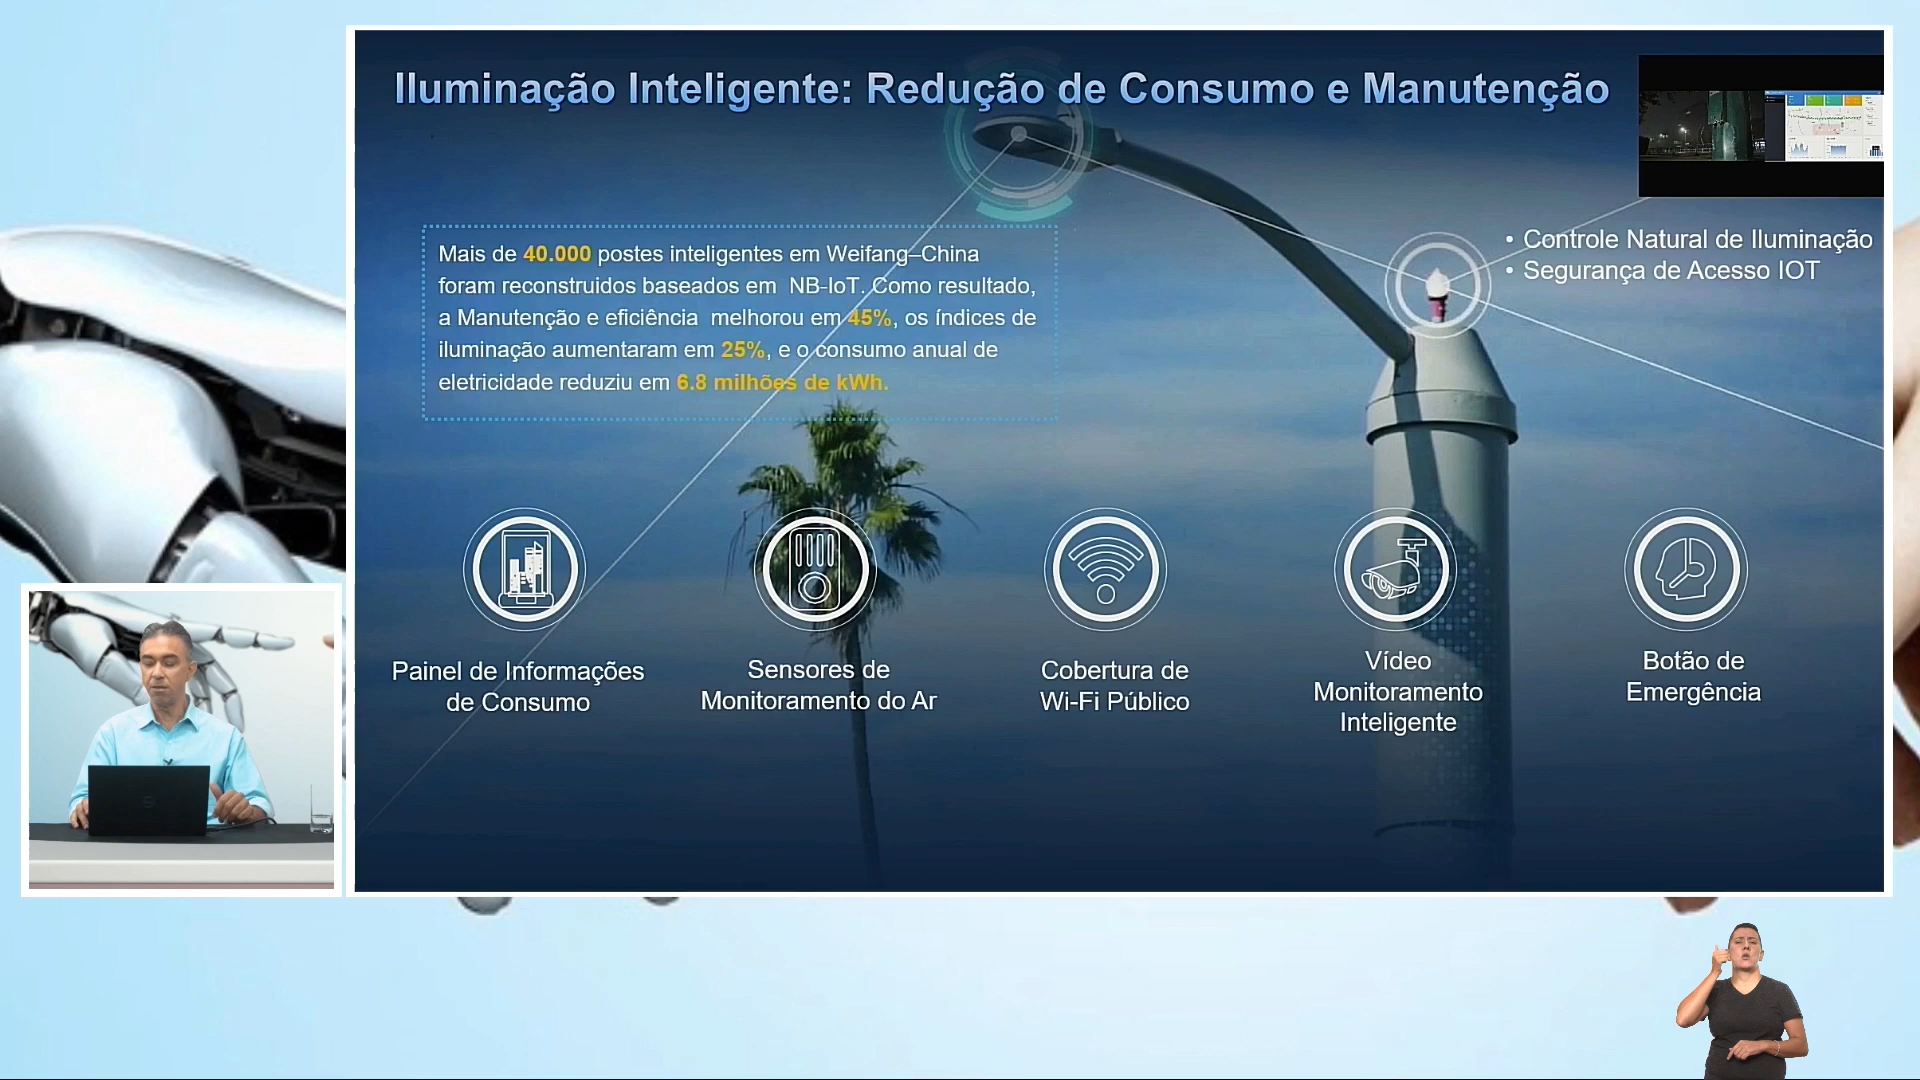 Iluminação Inteligente: Redução de Consumo e Manutenção
Mais de 40.000 postes inteligentes em Weifang–China
foram reconstruidos baseados em NB-IoT. Como resultado,
a Manutenção e eficiência melhorou em 45%, os índices de
iluminação aumentaram em 25%, e o consumo anual de
eletricidade reduziu em 6.8 milhões de kWh.
• Controle Natural de Iluminação
• Segurança de Acesso IOT
Painel de Informações
de Consumo
Sensores de
Monitoramento do Ar
Cobertura de
Wi-Fi Público
Vídeo
Monitoramento
Inteligente
Botão de
Emergência